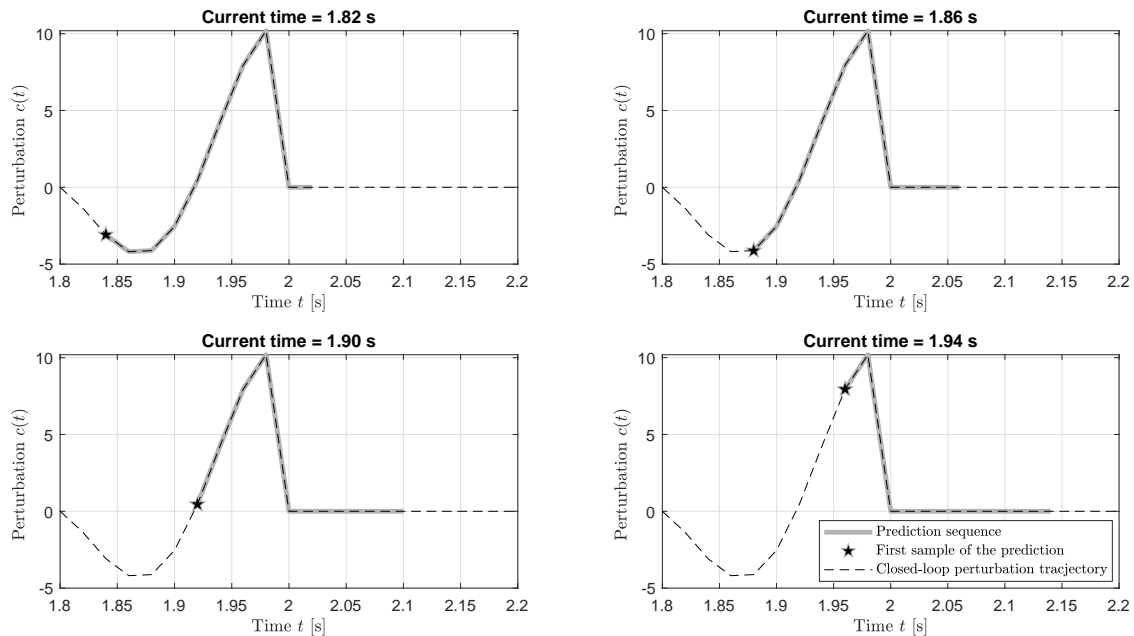 Current time = 1.82 s
10
5
0
-5
1.8 1.85 1.9 1.95 2 2.05 2.1 2.15 2.2
Time t [s]
Perturbation c(t)
Current time = 1.86 s
10
5
0
-5
1.8 1.85 1.9 1.95 2 2.05 2.1 2.15 2.2
Time t [s]
Perturbation c(t)
Current time = 1.90 s
10
5
0
-5
1.8 1.85 1.9 1.95 2 2.05 2.1 2.15 2.2
Time t [s]
Perturbation c(t)
Current time = 1.94 s
10
5
0
-5
1.8 1.85 1.9 1.95 2 2.05 2.1 2.15 2.2
Time t [s]
Perturbation c(t)
Prediction sequence
First sample of the prediction
Closed-loop perturbation tracjectory